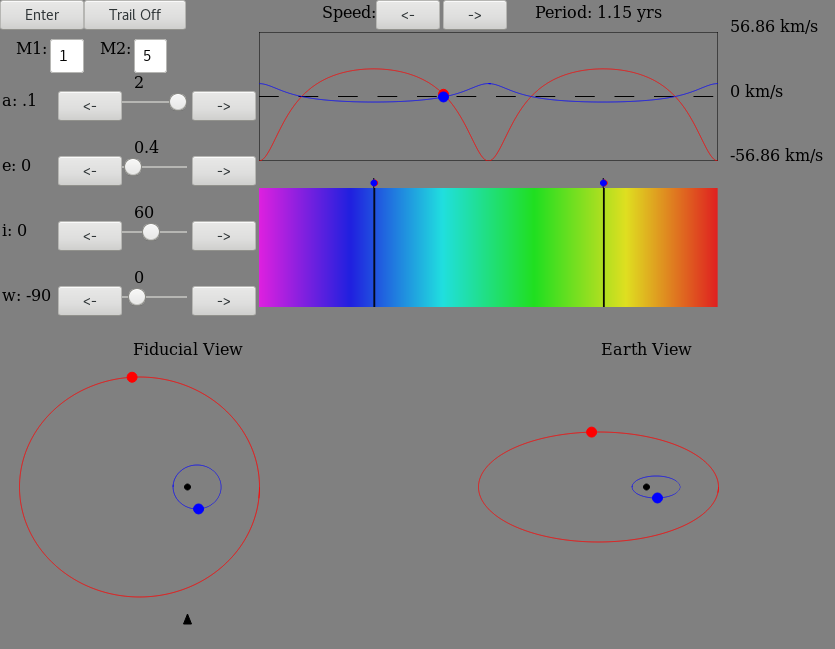 Enter Trail Off Speed: <- -> Period: 1.15 yrs
56.86 km/s
M1: 1 M2: 5
2
a: .1 <- -> 0 km/s
0.4
e: 0 <- -> -56.86 km/s
60
i: 0 <- ->
0
w: -90 <- ->
Fiducial View Earth View